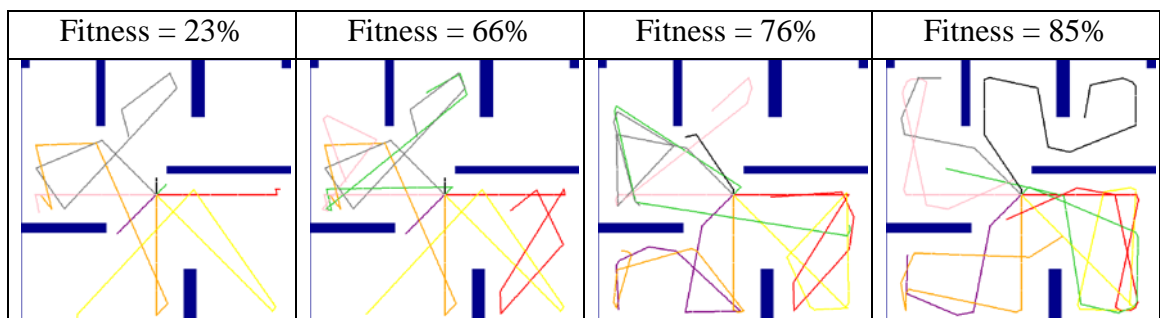 Fitness = 23% Fitness = 66% Fitness = 76% Fitness = 85%